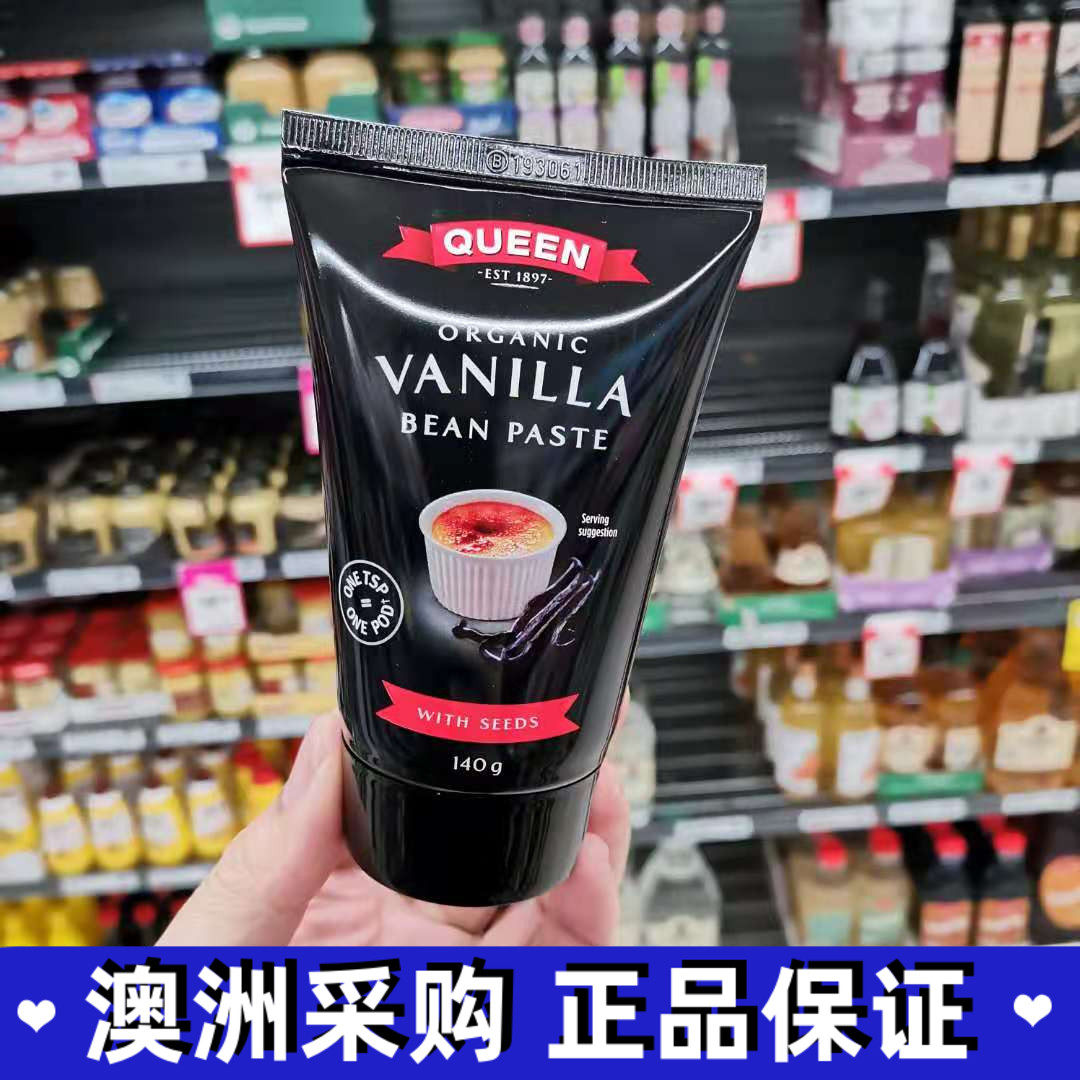 Ⓑ193061
QUEEN
-EST 1897-
ORGANIC
VANILLA
BEAN PASTE
Serving
suggestion
ONE TSP
=
ONE POD
WITH SEEDS
140g
❤澳洲采购 正品保证❤